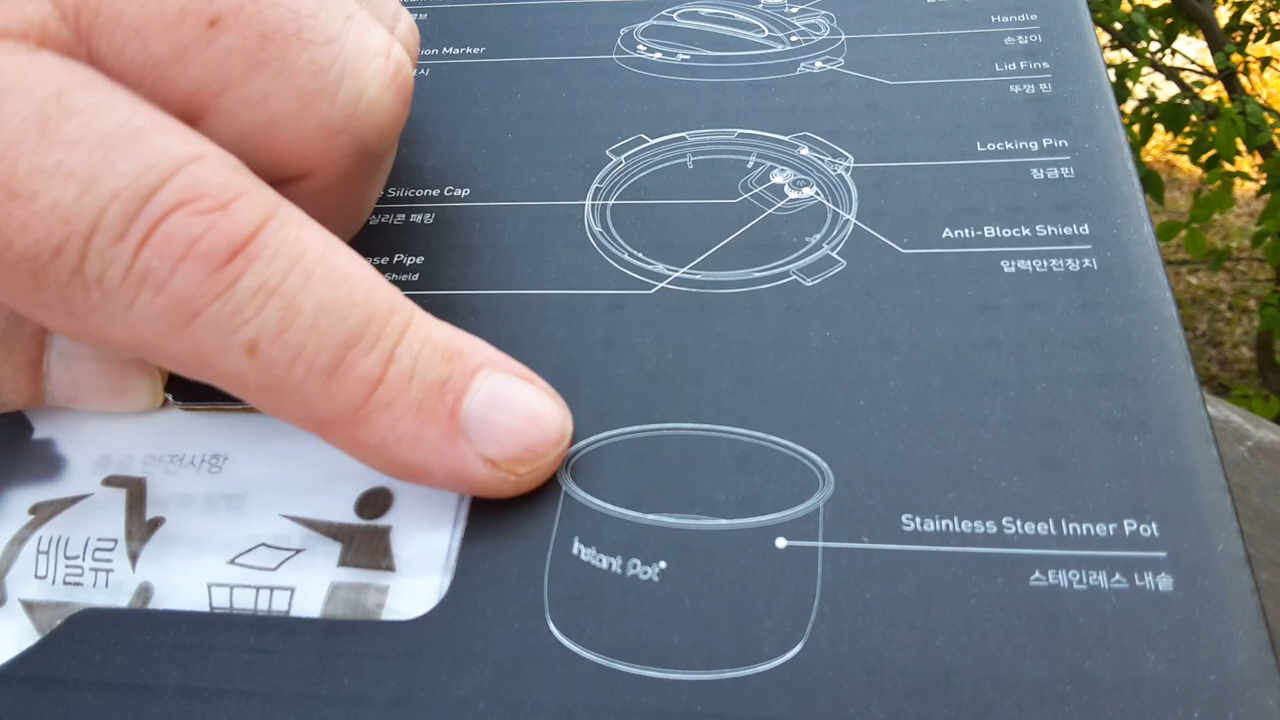 Handle
손잡이
ion Marker
표시
Lid Fins
뚜껑 핀
Locking Pin
잠금핀
Silicone Cap
실리콘 패킹
Anti-Block Shield
압력안전장치
ase Pipe
Shield
안전사항
비닐류
Instant Pot
Stainless Steel Inner Pot
스테인레스 내솥